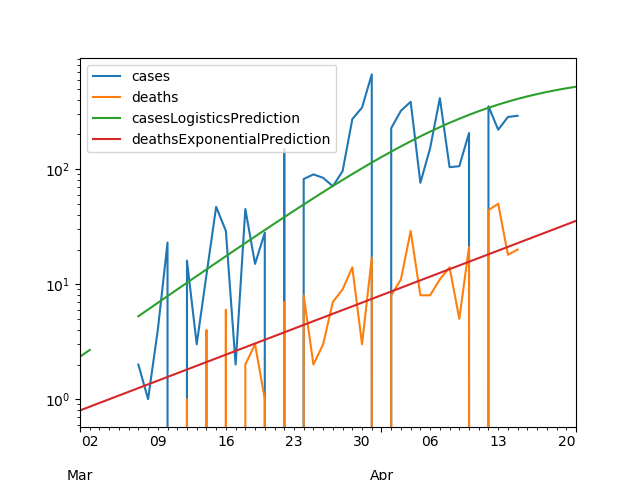 cases
deaths
casesLogisticsPrediction
deathsExponentialPrediction
10²
10¹
10⁰
02 09 16 23 30 06 13 20
Mar Apr